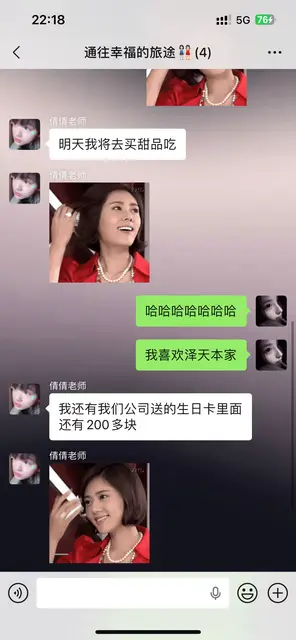 22:18
5G
76
通往幸福的旅途(4)
倩倩老师
明天我将去买甜品吃
倩倩老师
哈哈哈哈哈哈哈
我喜欢泽天本家
倩倩老师
我还有我们公司送的生日卡里面
还有200多块
倩倩老师